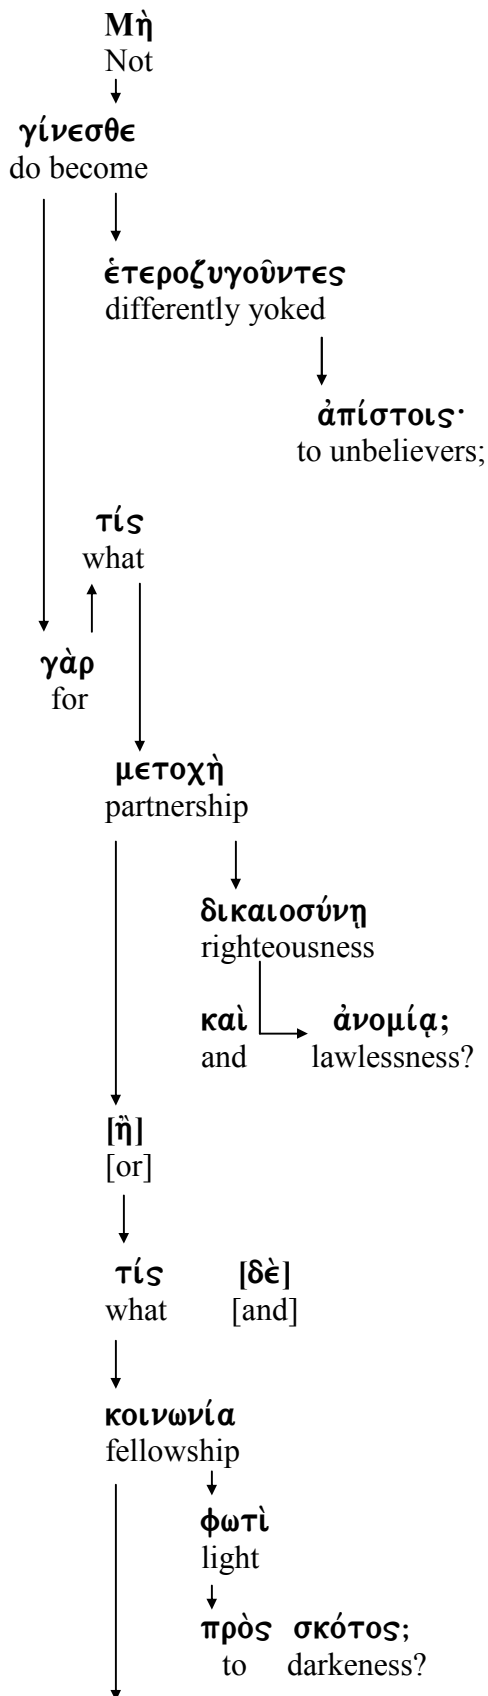 Μὴ
Not
γίνεσθε
do become
ἑτεροζυγοῦντες
differently yoked
ἀπίστοις·
to unbelievers;
τίς
what
γὰρ
for
μετοχὴ
partnership
δικαιοσύνῃ
righteousness
καὶ ἀνομίᾳ;
and lawlessness?
[ἢ]
[or]
τίς [δὲ]
what [and]
κοινωνία
fellowship
φωτὶ
light
πρὸς σκότος;
to darkeness?